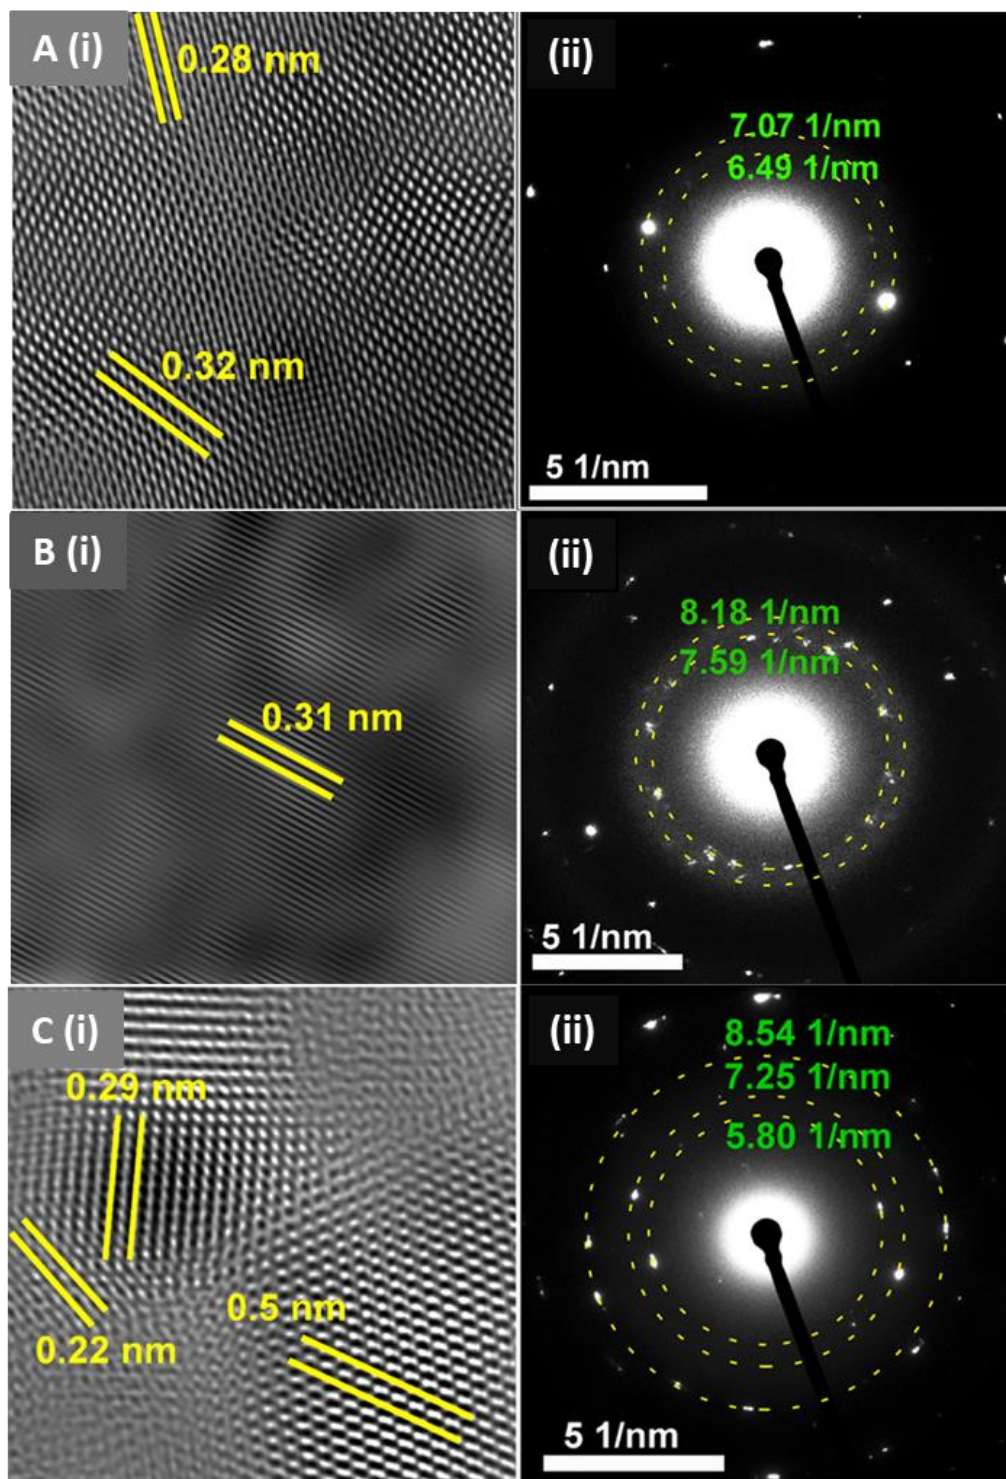 A (i)
0.28 nm
0.32 nm
(ii)
7.07 1/nm
6.49 1/nm
5 1/nm
B (i)
0.31 nm
(ii)
8.18 1/nm
7.59 1/nm
5 1/nm
C (i)
0.29 nm
0.22 nm
0.5 nm
(ii)
8.54 1/nm
7.25 1/nm
5.80 1/nm
5 1/nm